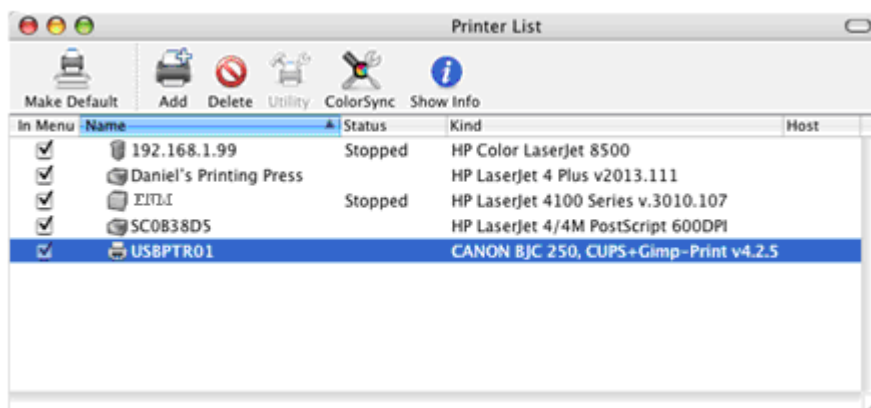 Printer List
Make Default Add Delete Utility ColorSync Show Info
In Menu Name Status Kind Host
192.168.1.99 Stopped HP Color LaserJet 8500
Daniel's Printing Press HP LaserJet 4 Plus v2013.111
Stopped HP LaserJet 4100 Series v.3010.107
SC0B38D5 HP LaserJet 4/4M PostScript 600DPI
USBPTR01 CANON BJC 250, CUPS+Gimp-Print v4.2.5